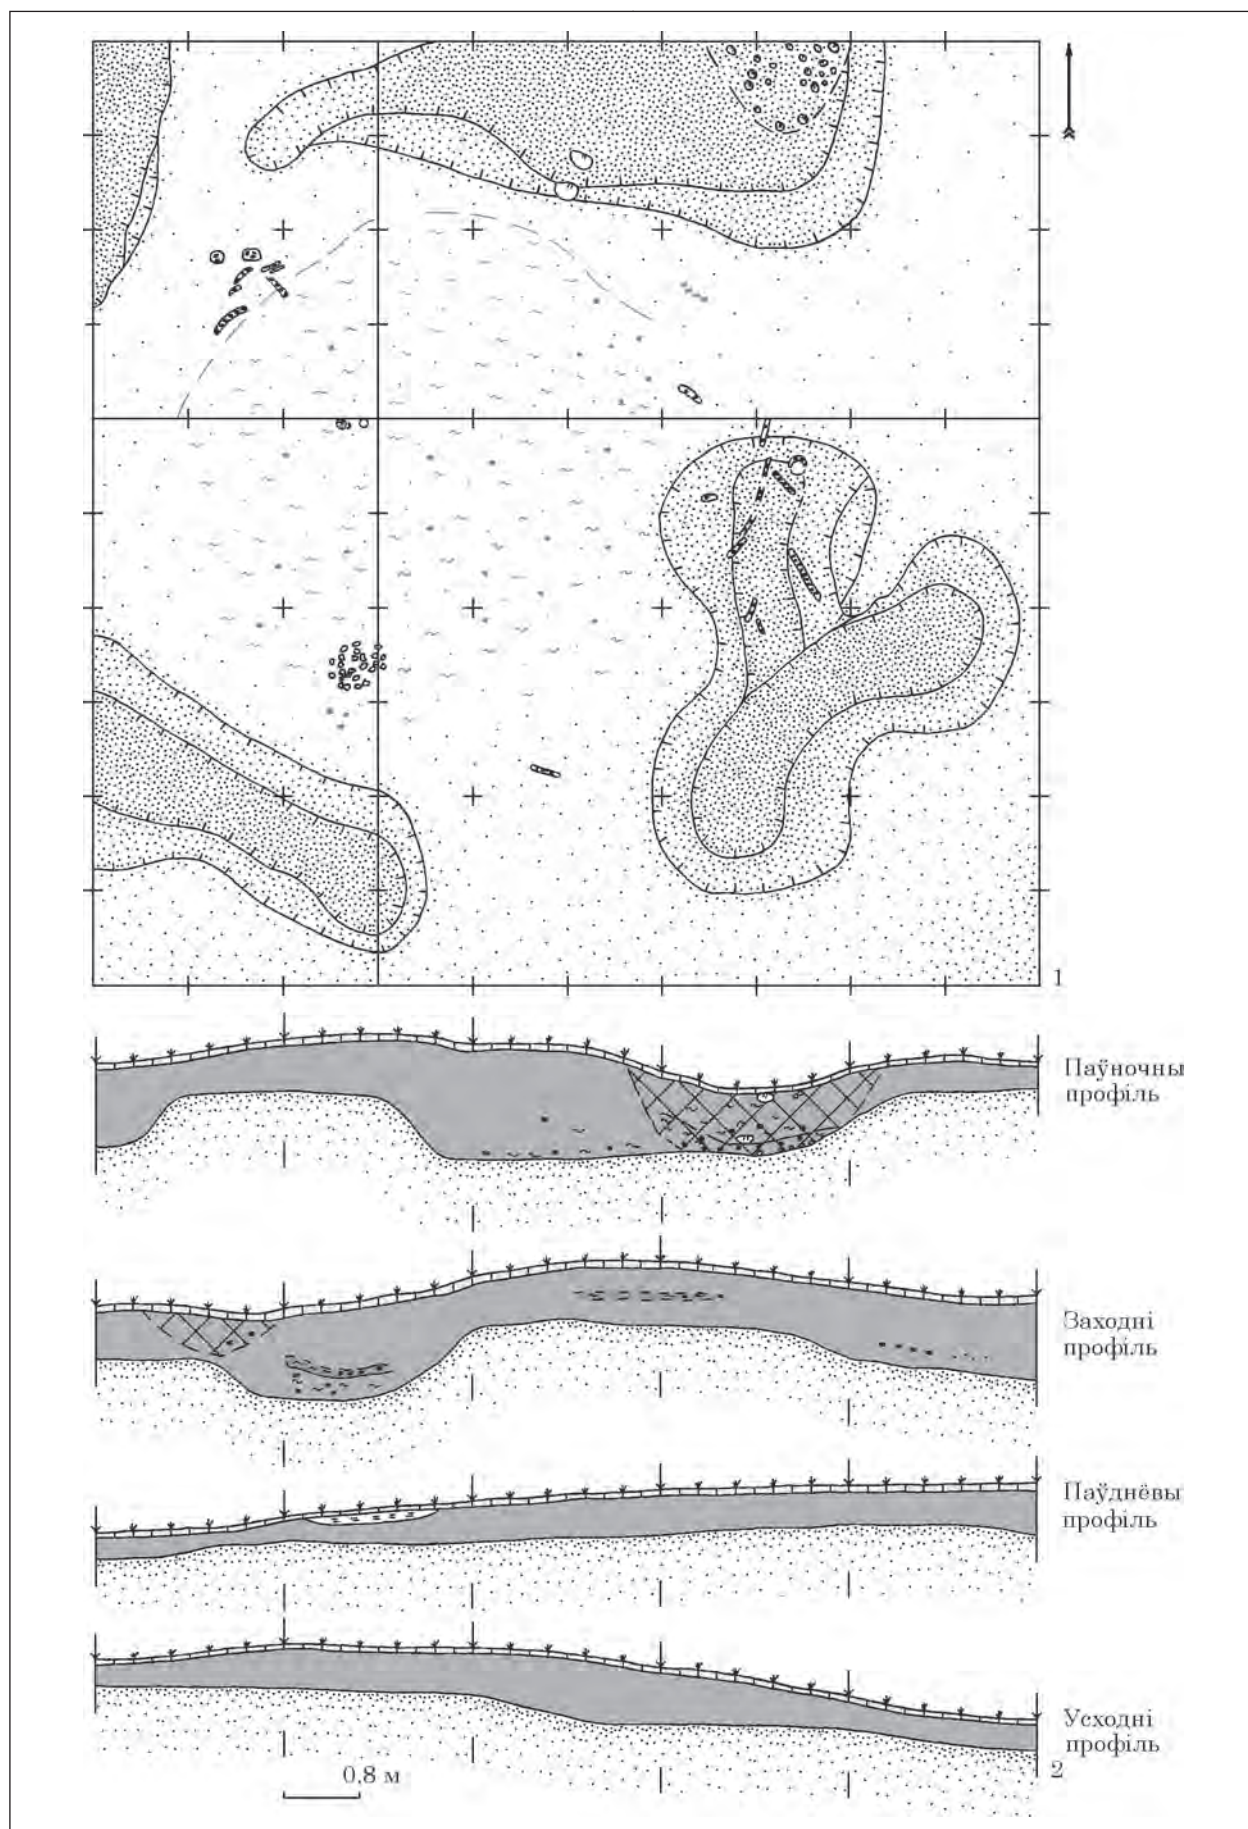 1
Паўночны
профіль
Заходні
профіль
Паўднёвы
профіль
Усходні
профіль
2
0,8 м